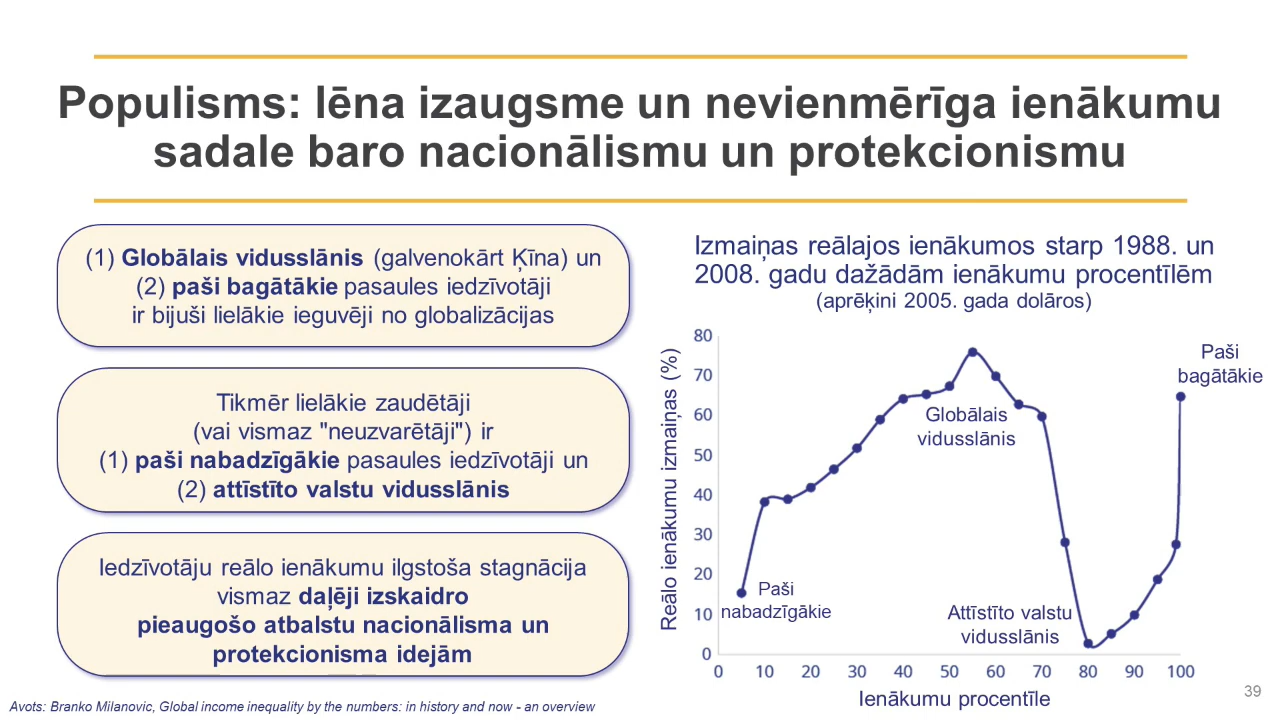 Populisms: lēna izaugsme un nevienmērīga ienākumu
sadale baro nacionālismu un protekcionismu
(1) Globālais vidusslānis (galvenokārt Ķīna) un
(2) paši bagātākie pasaules iedzīvotāji
ir bijuši lielākie ieguvēji no globalizācijas
Tikmēr lielākie zaudētāji
(vai vismaz "neuzvarētāji") ir
(1) paši nabadzīgākie pasaules iedzīvotāji un
(2) attīstīto valstu vidusslānis
Iedzīvotāju reālo ienākumu ilgstoša stagnācija
vismaz daļēji izskaidro
pieaugošo atbalstu nacionālisma un
protekcionisma idejām
Izmaiņas reālajos ienākumos starp 1988. un
2008. gadu dažādām ienākumu procentīlēm
(aprēķini 2005. gada dolāros)
Reālo ienākumu izmaiņas (%)
80
70
60
50
40
30
20
10
0
Paši
bagātākie
Globālais
vidusslānis
Paši
nabadzīgākie
Attīstīto valstu
vidusslānis
0 10 20 30 40 50 60 70 80 90 100
Ienākumu procentīle
39
Avots: Branko Milanovic, Global income inequality by the numbers: in history and now - an overview